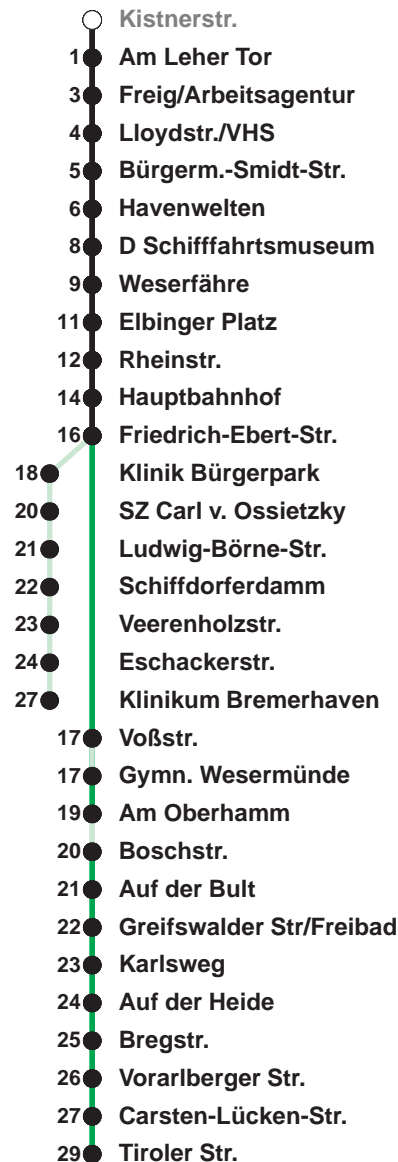 Kistnerstr.
1 Am Leher Tor
3 Freig/Arbeitsagentur
4 Lloydstr./VHS
5 Bürgerm.-Smidt-Str.
6 Havenwelten
8 D Schifffahrtsmuseum
9 Weserfähre
11 Elbinger Platz
12 Rheinstr.
14 Hauptbahnhof
16 Friedrich-Ebert-Str.
18 Klinik Bürgerpark
20 SZ Carl v. Ossietzky
21 Ludwig-Börne-Str.
22 Schiffdorferdamm
23 Veerenholzstr.
24 Eschackerstr.
27 Klinikum Bremerhaven
17 Voßstr.
17 Gymn. Wesermünde
19 Am Oberhamm
20 Boschstr.
21 Auf der Bult
22 Greifswalder Str/Freibad
23 Karlsweg
24 Auf der Heide
25 Bregstr.
26 Vorarlberger Str.
27 Carsten-Lücken-Str.
29 Tiroler Str.